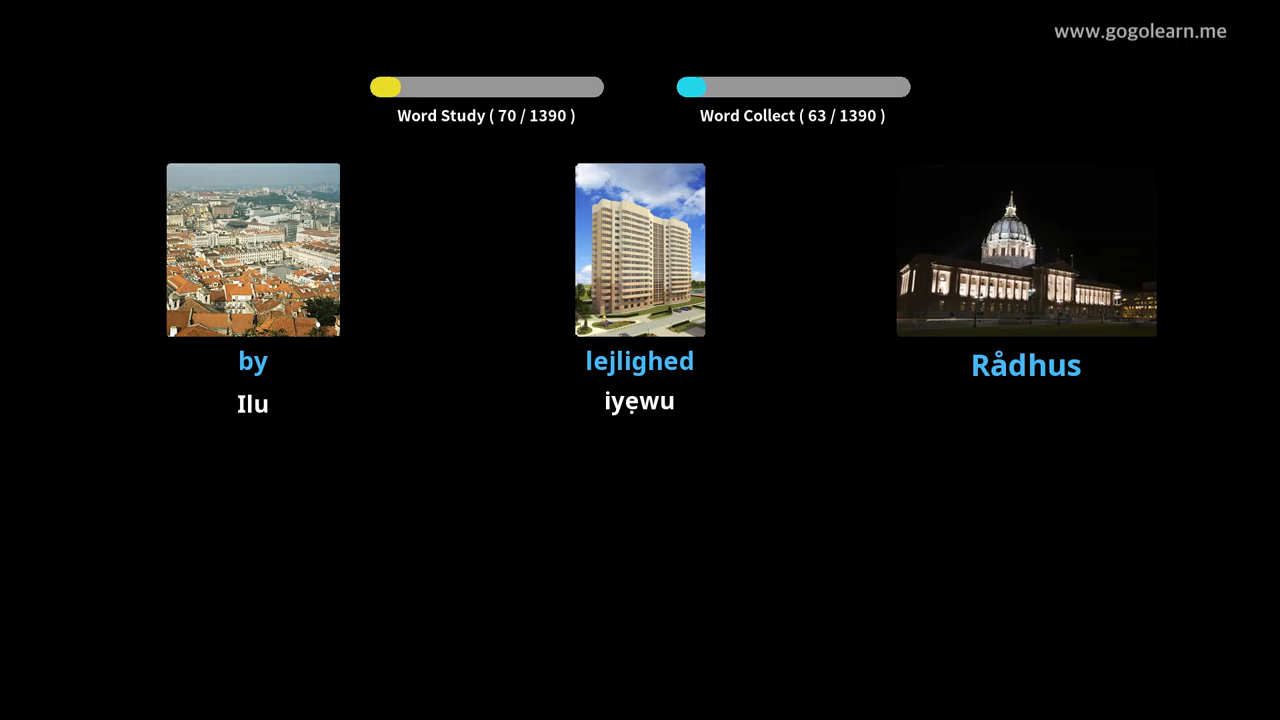 www.gogolearn.me
Word Study ( 70 / 1390 )
Word Collect ( 63 / 1390 )
by
lejlighed
Rådhus
Ilu
iyẹwu